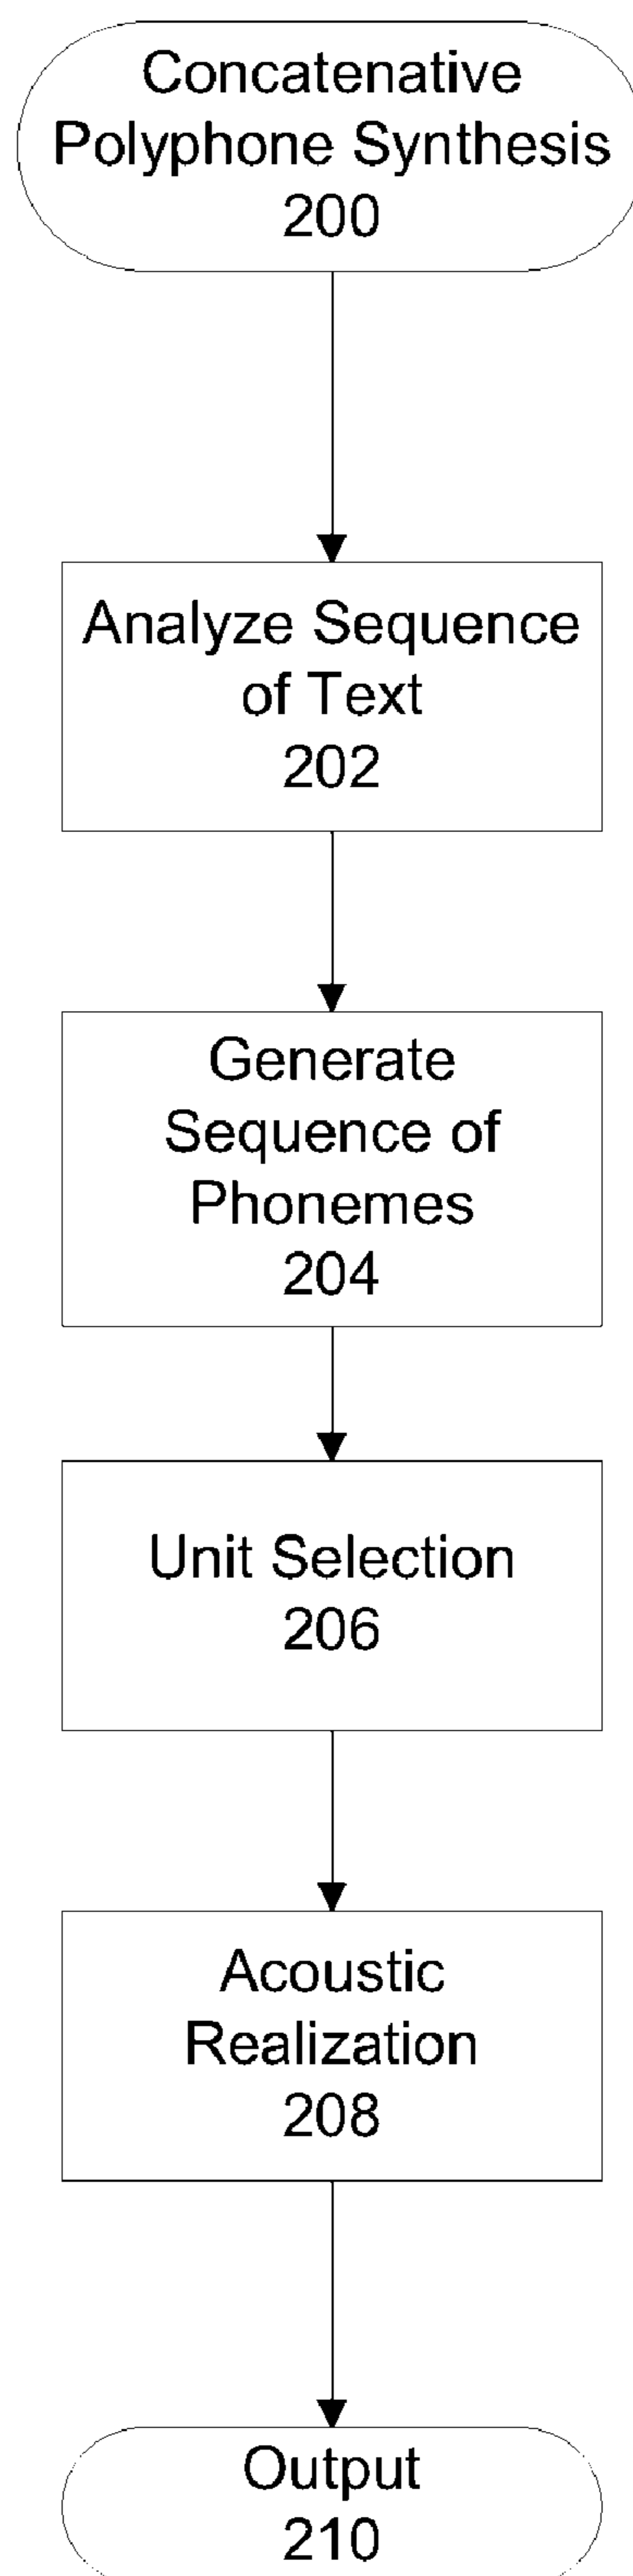 Concatenative
Polyphone Synthesis
200
Analyze Sequence
of Text
202
Generate
Sequence of
Phonemes
204
Unit Selection
206
Acoustic
Realization
208
Output
210